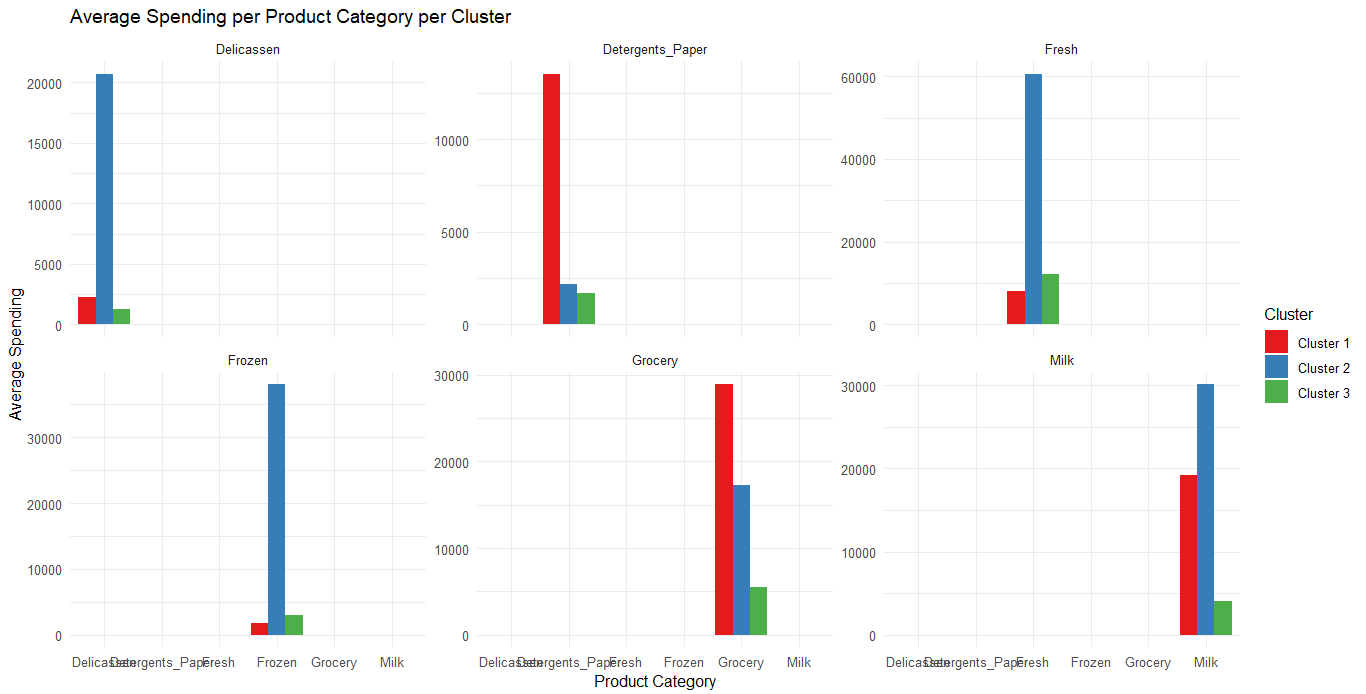 Average Spending per Product Category per Cluster
Delicassen
20000
15000
10000
5000
0
Detergents_Paper
10000
5000
0
Fresh
60000
40000
20000
0
Average Spending
Frozen
30000
20000
10000
0
Delicassen Detergents_Paper Fresh Frozen Grocery Milk
Grocery
30000
20000
10000
0
Delicassen Detergents_Paper Fresh Frozen Grocery Milk
Milk
30000
20000
10000
0
Delicassen Detergents_Paper Fresh Frozen Grocery Milk
Product Category
Cluster
Cluster 1
Cluster 2
Cluster 3